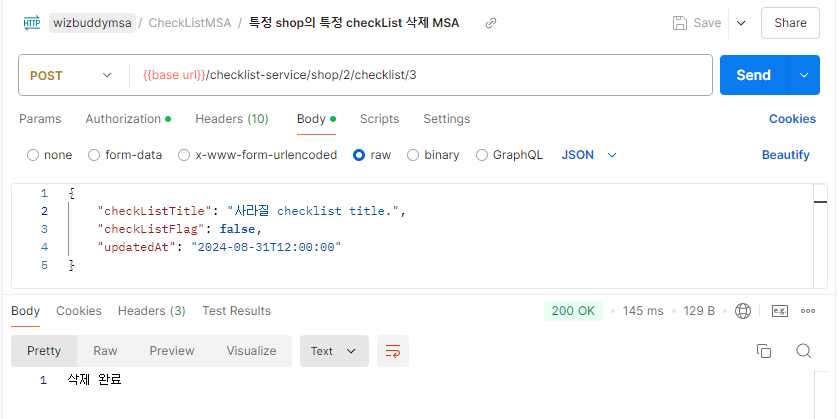 HTTP wizbuddymsa / CheckListMSA / 특정 shop의 특정 checkList 삭제 MSA Save Share
POST {{base url}}/checklist-service/shop/2/checklist/3 Send
Params Authorization Headers (10) Body Scripts Settings Cookies
none form-data x-www-form-urlencoded raw binary GraphQL JSON Beautify
1 {
2 "checkListTitle": "사라질 checklist title.",
3 "checkListFlag": false,
4 "updatedAt": "2024-08-31T12:00:00"
5 }
Body Cookies Headers (3) Test Results 200 OK • 145 ms • 129 B e.g.
Pretty Raw Preview Visualize Text
1 삭제 완료